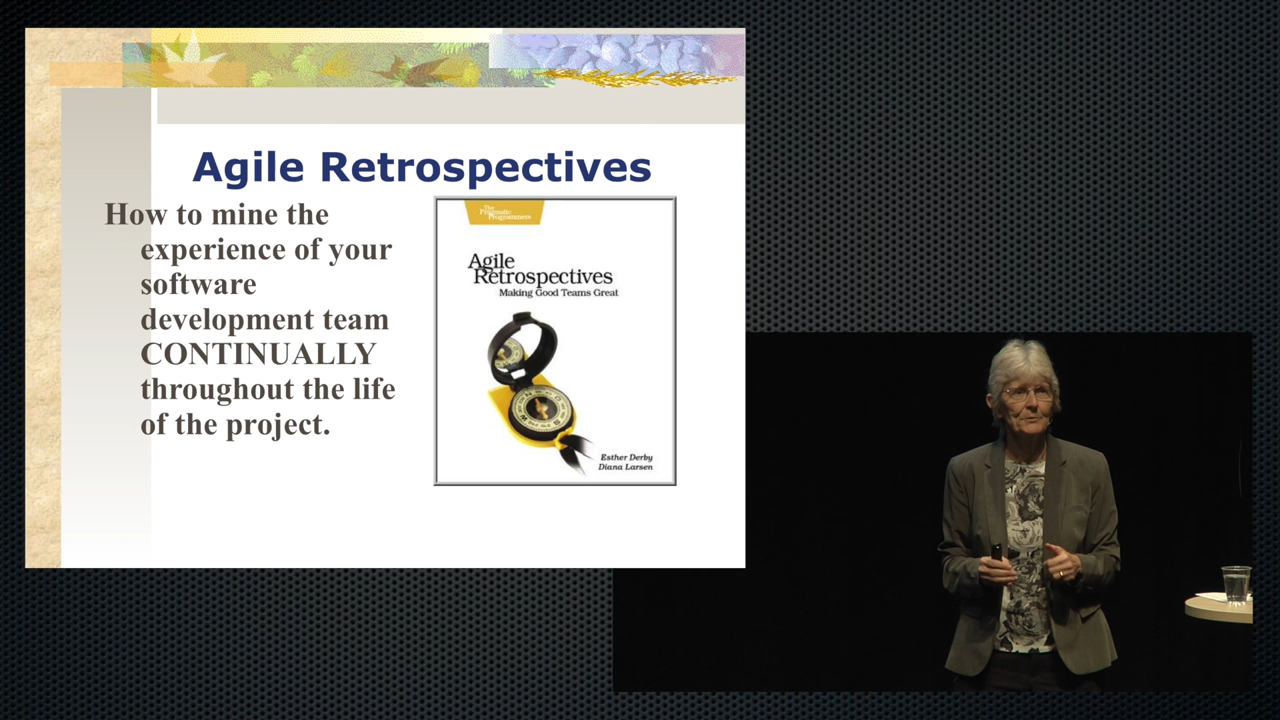 Agile Retrospectives
How to mine the
experience of your
software
development team
CONTINUALLY
throughout the life
of the project.
The
Pragmatic
Programmers
Agile
Retrospectives
Making Good Teams Great
Esther Derby
Diana Larsen